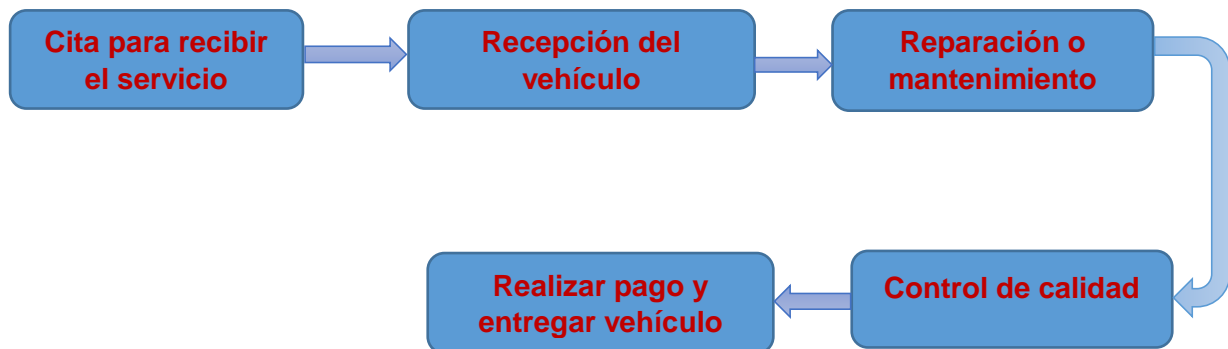 Cita para recibir
el servicio
Recepción del
vehículo
Reparación o
mantenimiento
Control de calidad
Realizar pago y
entregar vehículo